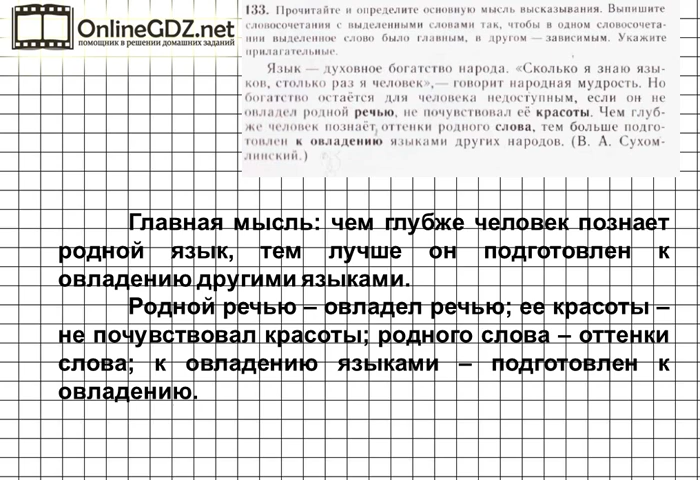 OnlineGDZ.net
помощник в решении домашних заданий
133. Прочитайте и определите основную мысль высказывания. Выпишите
словосочетания с выделенными словами так, чтобы в одном словосочета-
нии выделенное слово было главным, в другом — зависимым. Укажите
прилагательные.
Язык — духовное богатство народа. «Сколько я знаю язы-
ков, столько раз я человек»,— говорит народная мудрость. Но
богатство остаётся для человека недоступным, если он не
овладел родной речью, не почувствовал её красоты. Чем глуб-
же человек познаёт оттенки родного слова, тем больше подго-
товлен к овладению языками других народов. (В. А. Сухом-
линский.)
Главная мысль: чем глубже человек познает
родной язык, тем лучше он подготовлен к
овладению другими языками.
Родной речью – овладел речью; ее красоты –
не почувствовал красоты; родного слова – оттенки
слова; к овладению языками – подготовлен к
овладению.